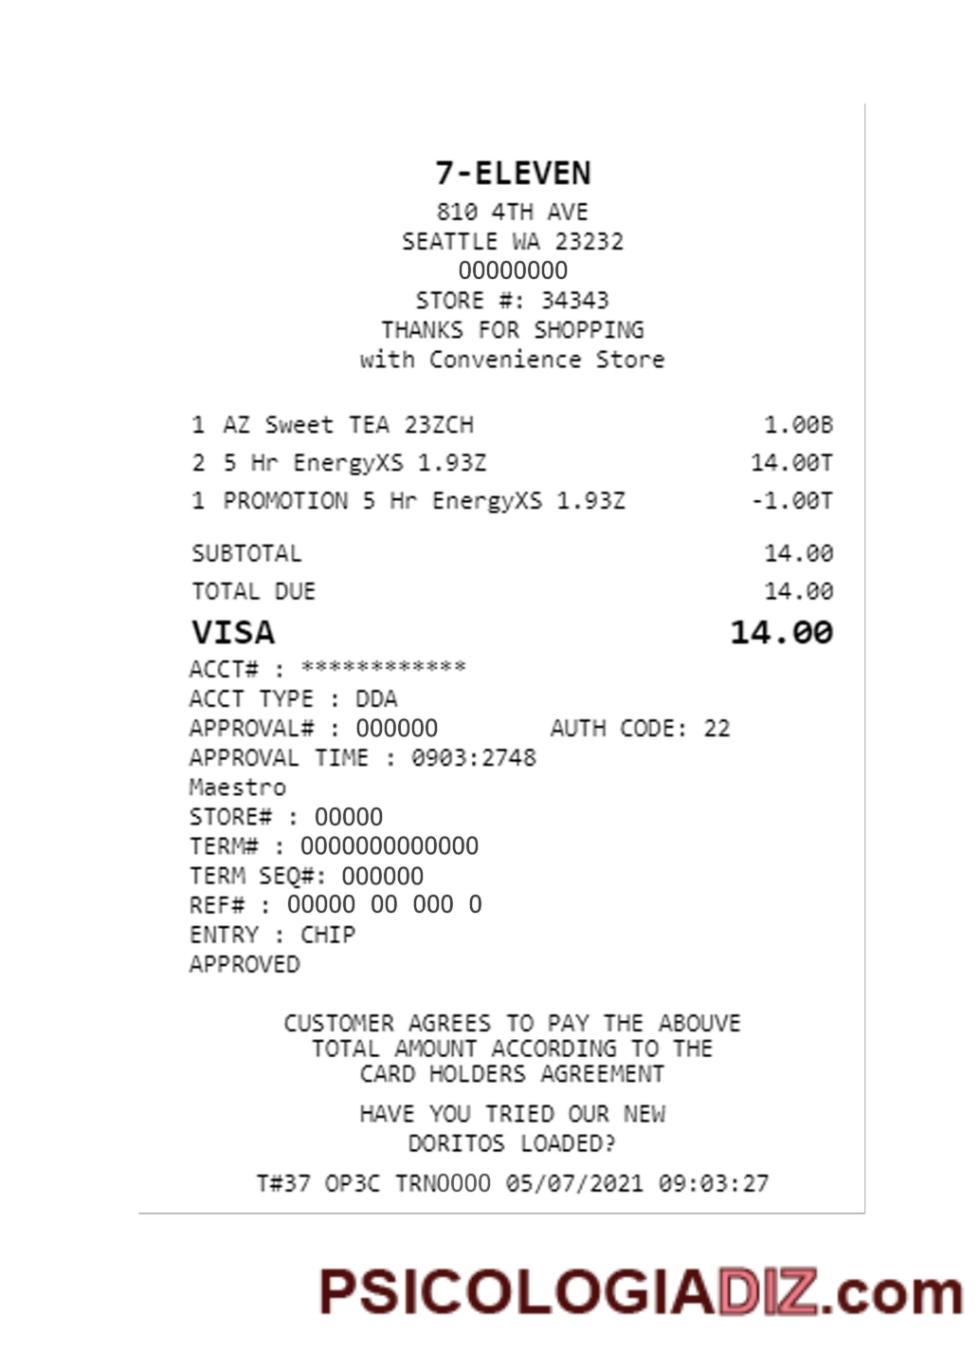 7-ELEVEN
810 4TH AVE
SEATTLE WA 23232
00000000
STORE #: 34343
THANKS FOR SHOPPING
with Convenience Store
1 AZ Sweet TEA 23ZCH 1.00B
2 5 Hr EnergyXS 1.93Z 14.00T
1 PROMOTION 5 Hr EnergyXS 1.93Z -1.00T
SUBTOTAL 14.00
TOTAL DUE 14.00
VISA 14.00
ACCT# : ************
ACCT TYPE : DDA
APPROVAL# : 000000 AUTH CODE: 22
APPROVAL TIME : 0903:2748
Maestro
STORE# : 00000
TERM# : 0000000000000
TERM SEQ#: 000000
REF# : 00000 00 000 0
ENTRY : CHIP
APPROVED
CUSTOMER AGREES TO PAY THE ABOUVE
TOTAL AMOUNT ACCORDING TO THE
CARD HOLDERS AGREEMENT
HAVE YOU TRIED OUR NEW
DORITOS LOADED?
T#37 OP3C TRN0000 05/07/2021 09:03:27
PSICOLOGIADIZ.com